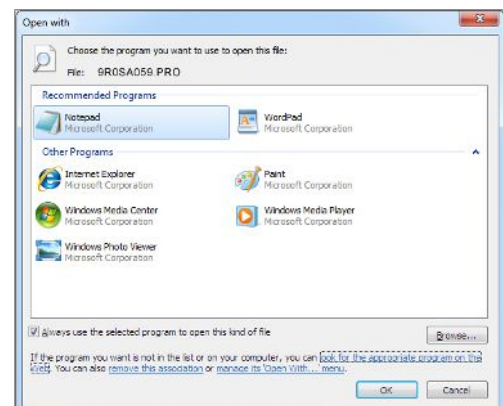 Open with
Choose the program you want to use to open this file:
File: 9R0SA059.PRO
Recommended Programs
Notepad
Microsoft Corporation
WordPad
Microsoft Corporation
Other Programs
Internet Explorer
Microsoft Corporation
Paint
Microsoft Corporation
Windows Media Center
Microsoft Corporation
Windows Media Player
Microsoft Corporation
Windows Photo Viewer
Microsoft Corporation
Always use the selected program to open this kind of file
Browse...
If the program you want is not in the list or on your computer, you can look for the appropriate program on the
Web. You can also remove this association or manage its 'Open With...' menu.
OK
Cancel